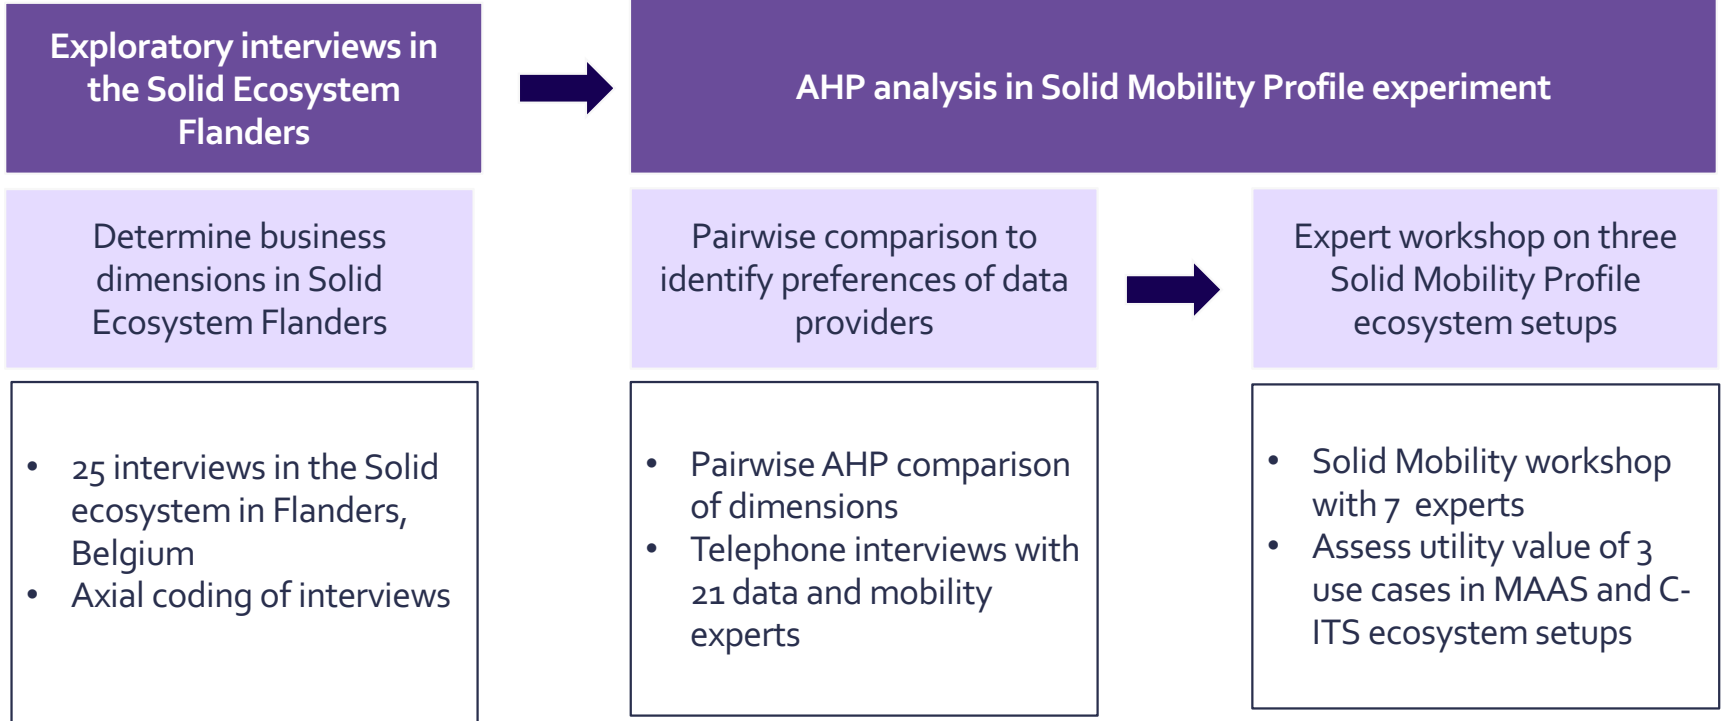 Exploratory interviews in
the Solid Ecosystem
Flanders
AHP analysis in Solid Mobility Profile experiment
Determine business
dimensions in Solid
Ecosystem Flanders
Pairwise comparison to
identify preferences of data
providers
Expert workshop on three
Solid Mobility Profile
ecosystem setups
• 25 interviews in the Solid
ecosystem in Flanders,
Belgium
• Axial coding of interviews
• Pairwise AHP comparison
of dimensions
• Telephone interviews with
21 data and mobility
experts
• Solid Mobility workshop
with 7 experts
• Assess utility value of 3
use cases in MAAS and C-
ITS ecosystem setups